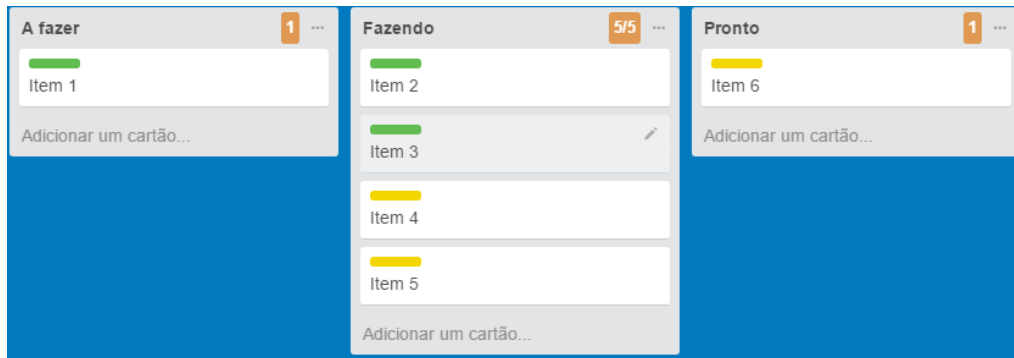 A fazer 1 ...
Item 1
Adicionar um cartão...
Fazendo 5/5 ...
Item 2
Item 3
Item 4
Item 5
Adicionar um cartão...
Pronto 1 ...
Item 6
Adicionar um cartão...